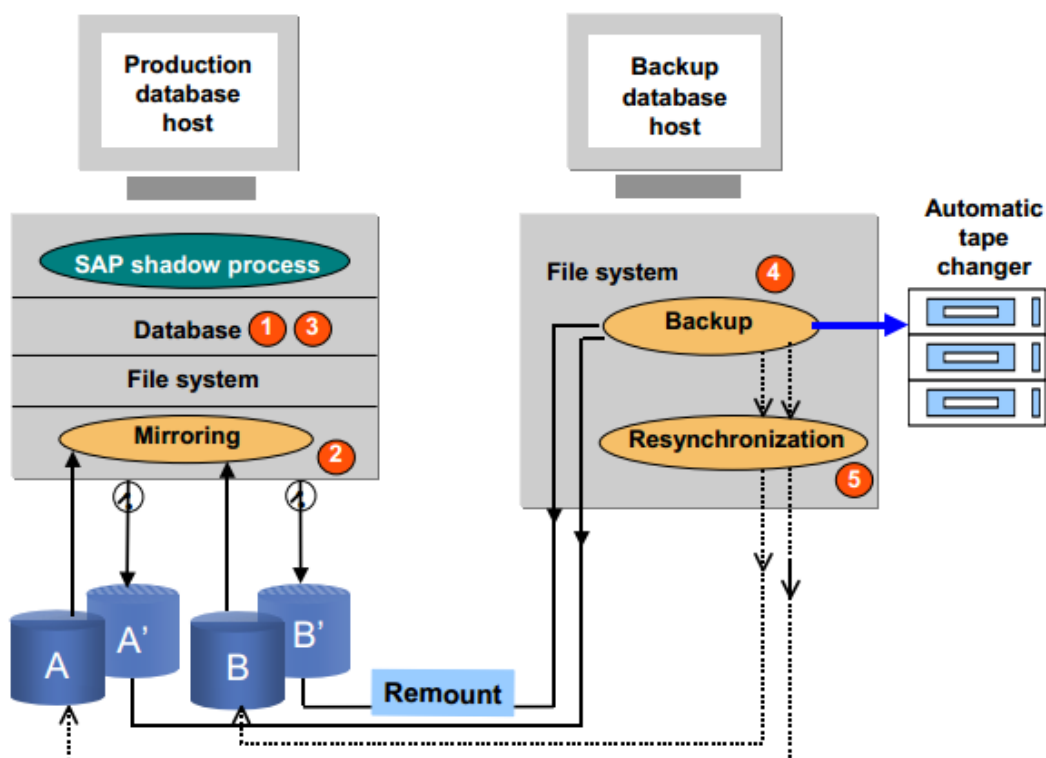 Production
database
host
Backup
database
host
Automatic
tape
changer
SAP shadow process
Database 1 3
File system
Mirroring
2
File system
4
Backup
Resynchronization
5
A
A’
B
B’
Remount